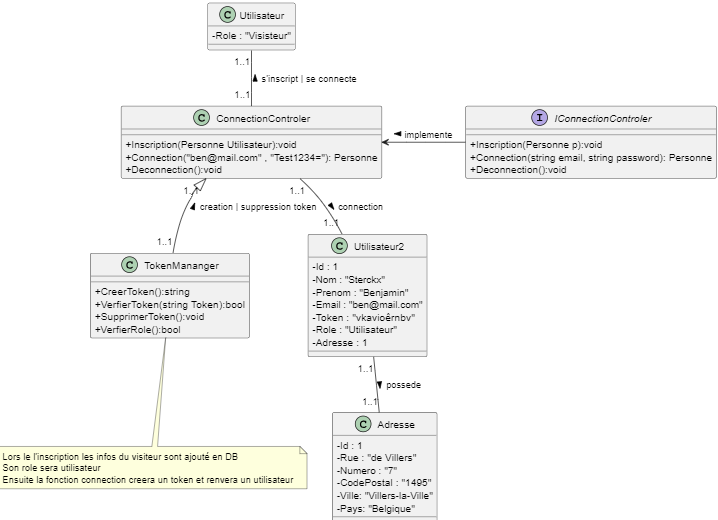 C Utilisateur
-Role : "Visisteur"
1..1
s'inscript | se connecte
1..1
C ConnectionControler
+Inscription(Personne Utilisateur):void
+Connection("ben@mail.com" , "Test1234="): Personne
+Deconnection():void
implemente
I IConnectionControler
+Inscription(Personne p):void
+Connection(string email, string password): Personne
+Deconnection():void
1..1
creation | suppression token
1..1
1..1
connection
1..1
C TokenMananger
+CreerToken():string
+VerfierToken(string Token):bool
+SupprimerToken():void
+VerfierRole():bool
C Utilisateur2
-Id : 1
-Nom : "Sterckx"
-Prenom : "Benjamin"
-Email : "ben@mail.com"
-Token : "vkavioêrnbv"
-Role : "Utilisateur"
-Adresse : 1
1..1
possede
1..1
C Adresse
-Id : 1
-Rue : "de Villers"
-Numero : "7"
-CodePostal : "1495"
-Ville: "Villers-la-Ville"
-Pays: "Belgique"
Lors le l'inscription les infos du visiteur sont ajouté en DB
Son role sera utilisateur
Ensuite la fonction connection creera un token et renvera un utilisateur